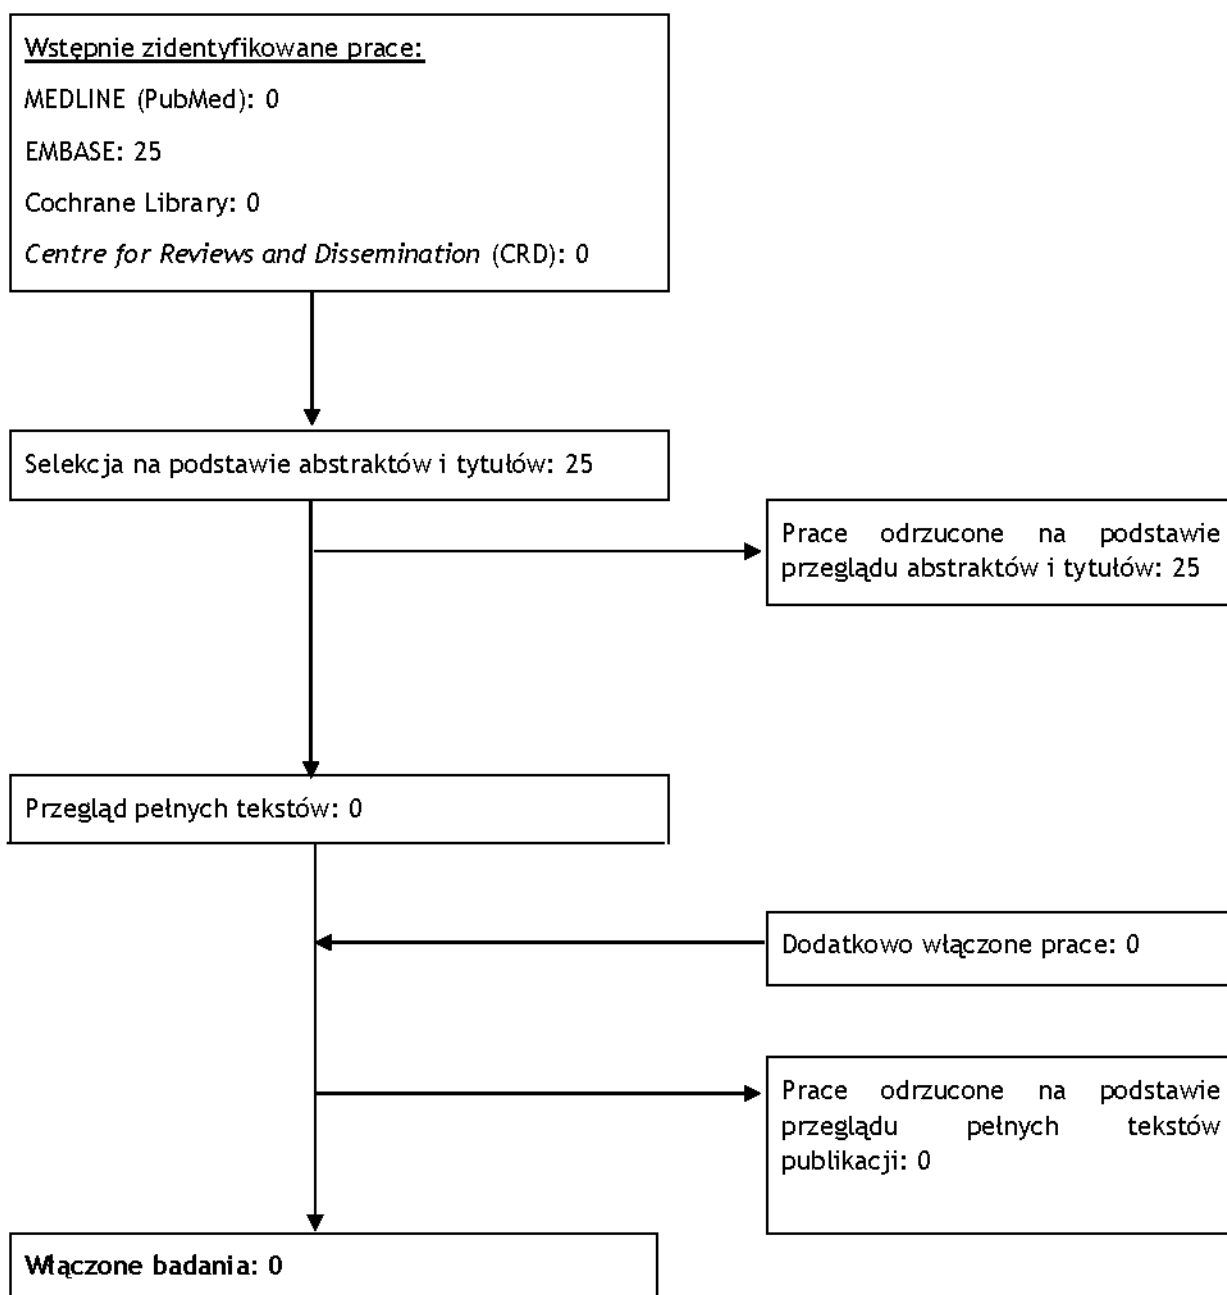 Wstępnie zidentyfikowane prace:
MEDLINE (PubMed): 0
EMBASE: 25
Cochrane Library: 0
Centre for Reviews and Dissemination (CRD): 0
Selekcja na podstawie abstraktów i tytułów: 25
Prace odrzucone na podstawie
przeglądu abstraktów i tytułów: 25
Przegląd pełnych tekstów: 0
Dodatkowo włączone prace: 0
Prace odrzucone na podstawie
przeglądu pełnych tekstów
publikacji: 0
Włączone badania: 0